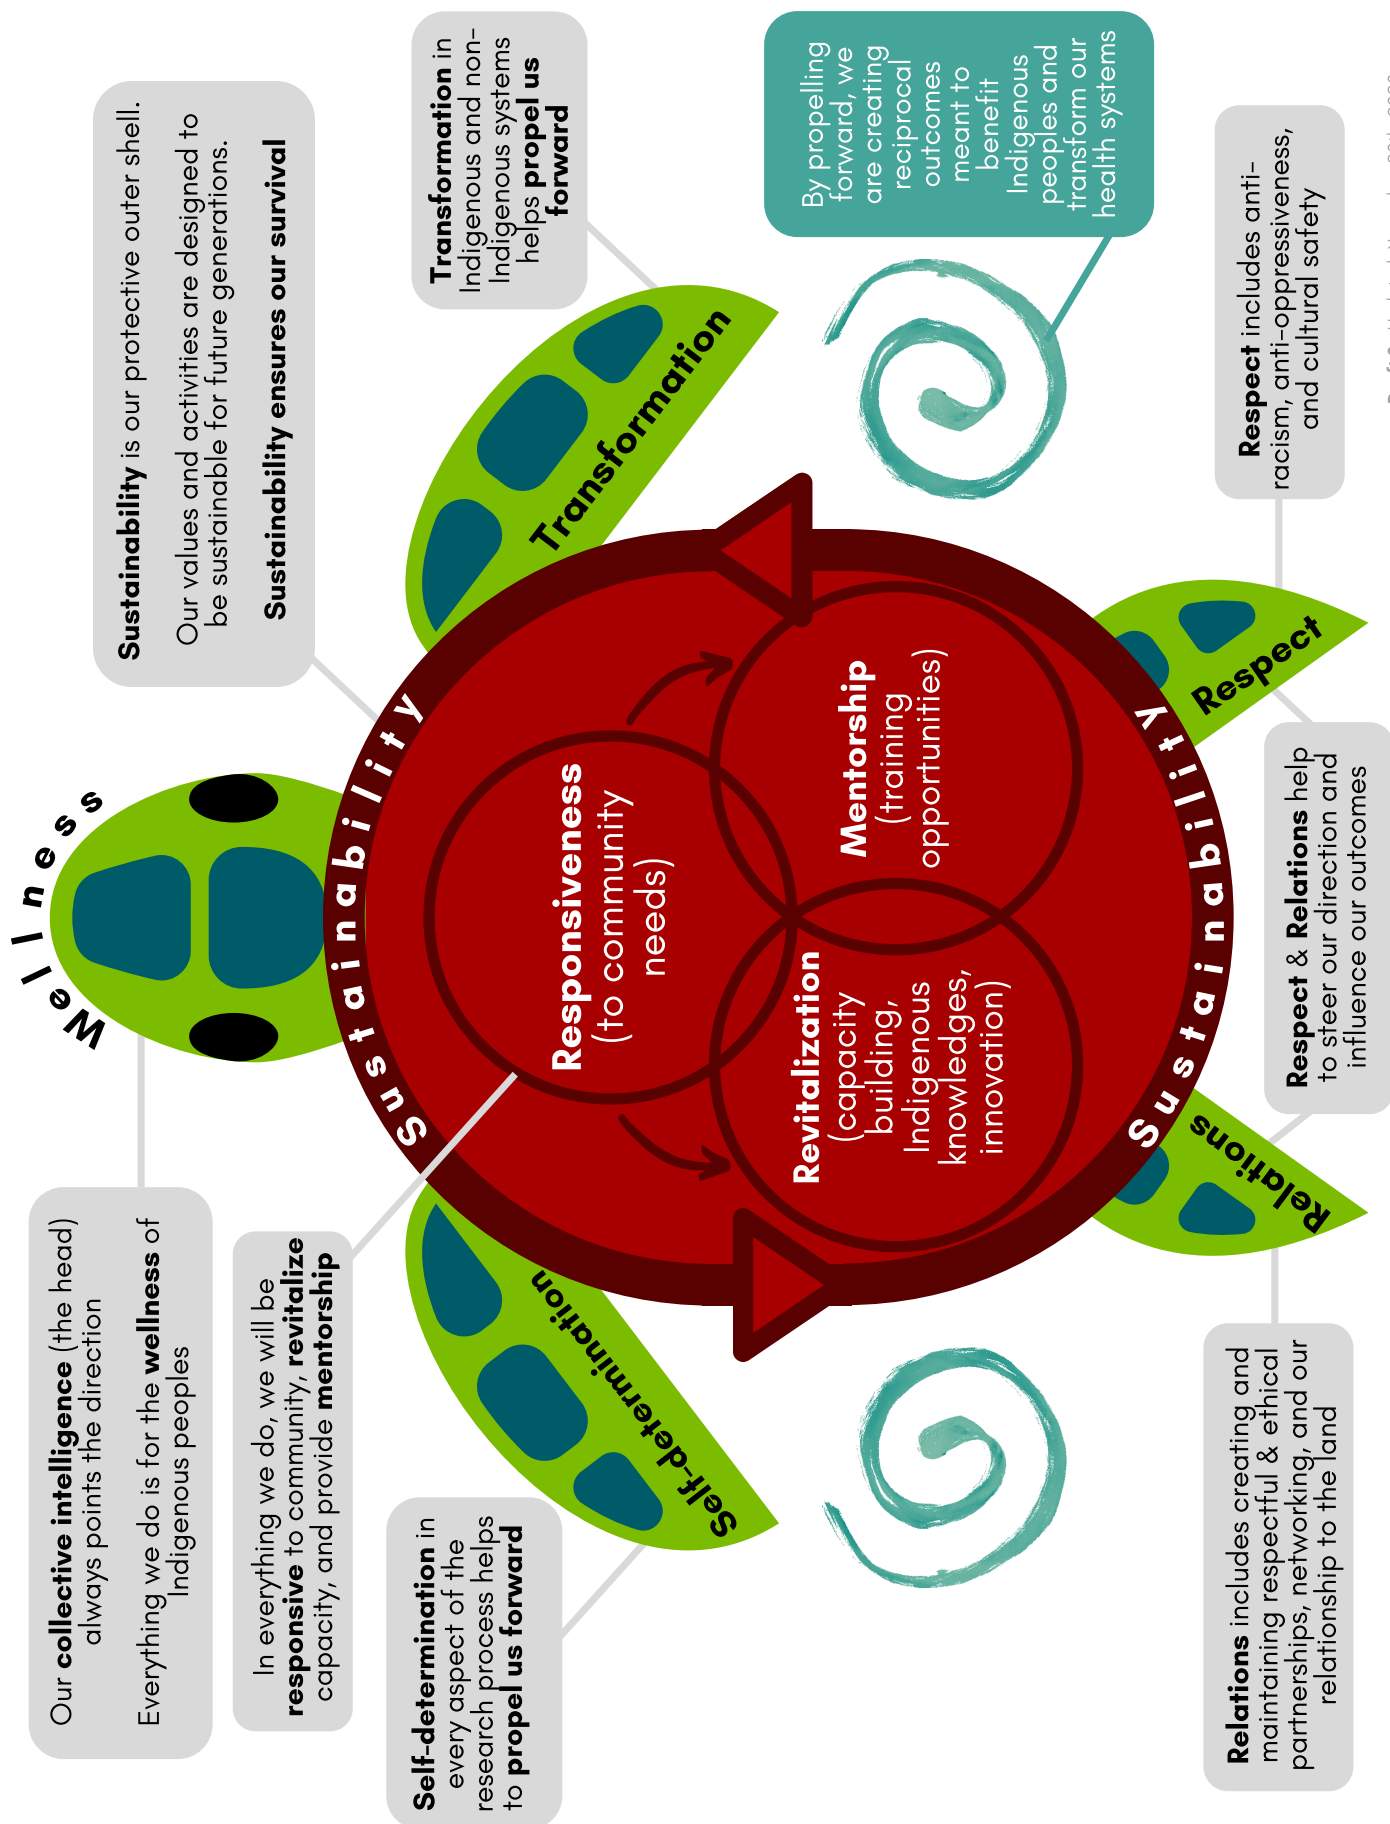 Wellness
Our collective intelligence (the head)
always points the direction
Everything we do is for the wellness of
Indigenous peoples
Sustainability is our protective outer shell.
Our values and activities are designed to
be sustainable for future generations.
Sustainability ensures our survival
In everything we do, we will be
responsive to community, revitalize
capacity, and provide mentorship
Self-determination in
every aspect of the
research process helps
to propel us forward
Transformation in
Indigenous and non-
Indigenous systems
helps propel us
forward
Sustainability
Self-determination
Transformation
Responsiveness
(to community
needs)
Revitalization
(capacity
building,
Indigenous
knowledges,
innovation)
Mentorship
(training
opportunities)
By propelling
forward, we
are creating
reciprocal
outcomes
meant to
benefit
Indigenous
peoples and
transform our
health systems
Sustainability
Relations
Respect
Relations includes creating and
maintaining respectful & ethical
partnerships, networking, and our
relationship to the land
Respect & Relations help
to steer our direction and
influence our outcomes
Respect includes anti-
racism, anti-oppressiveness,
and cultural safety